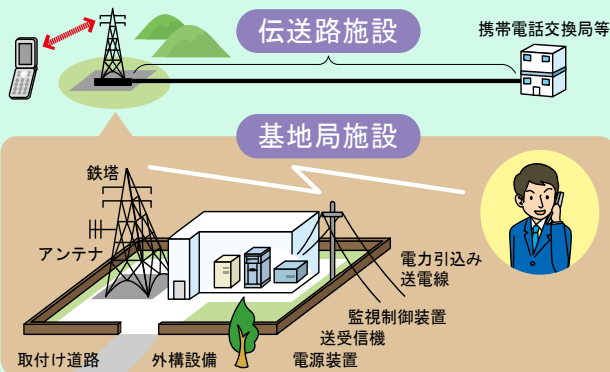 伝送路施設
携帯電話交換局等
基地局施設
鉄塔
アンテナ
電力引込み
送電線
監視制御装置
送受信機
取付け道路
外構設備
電源装置